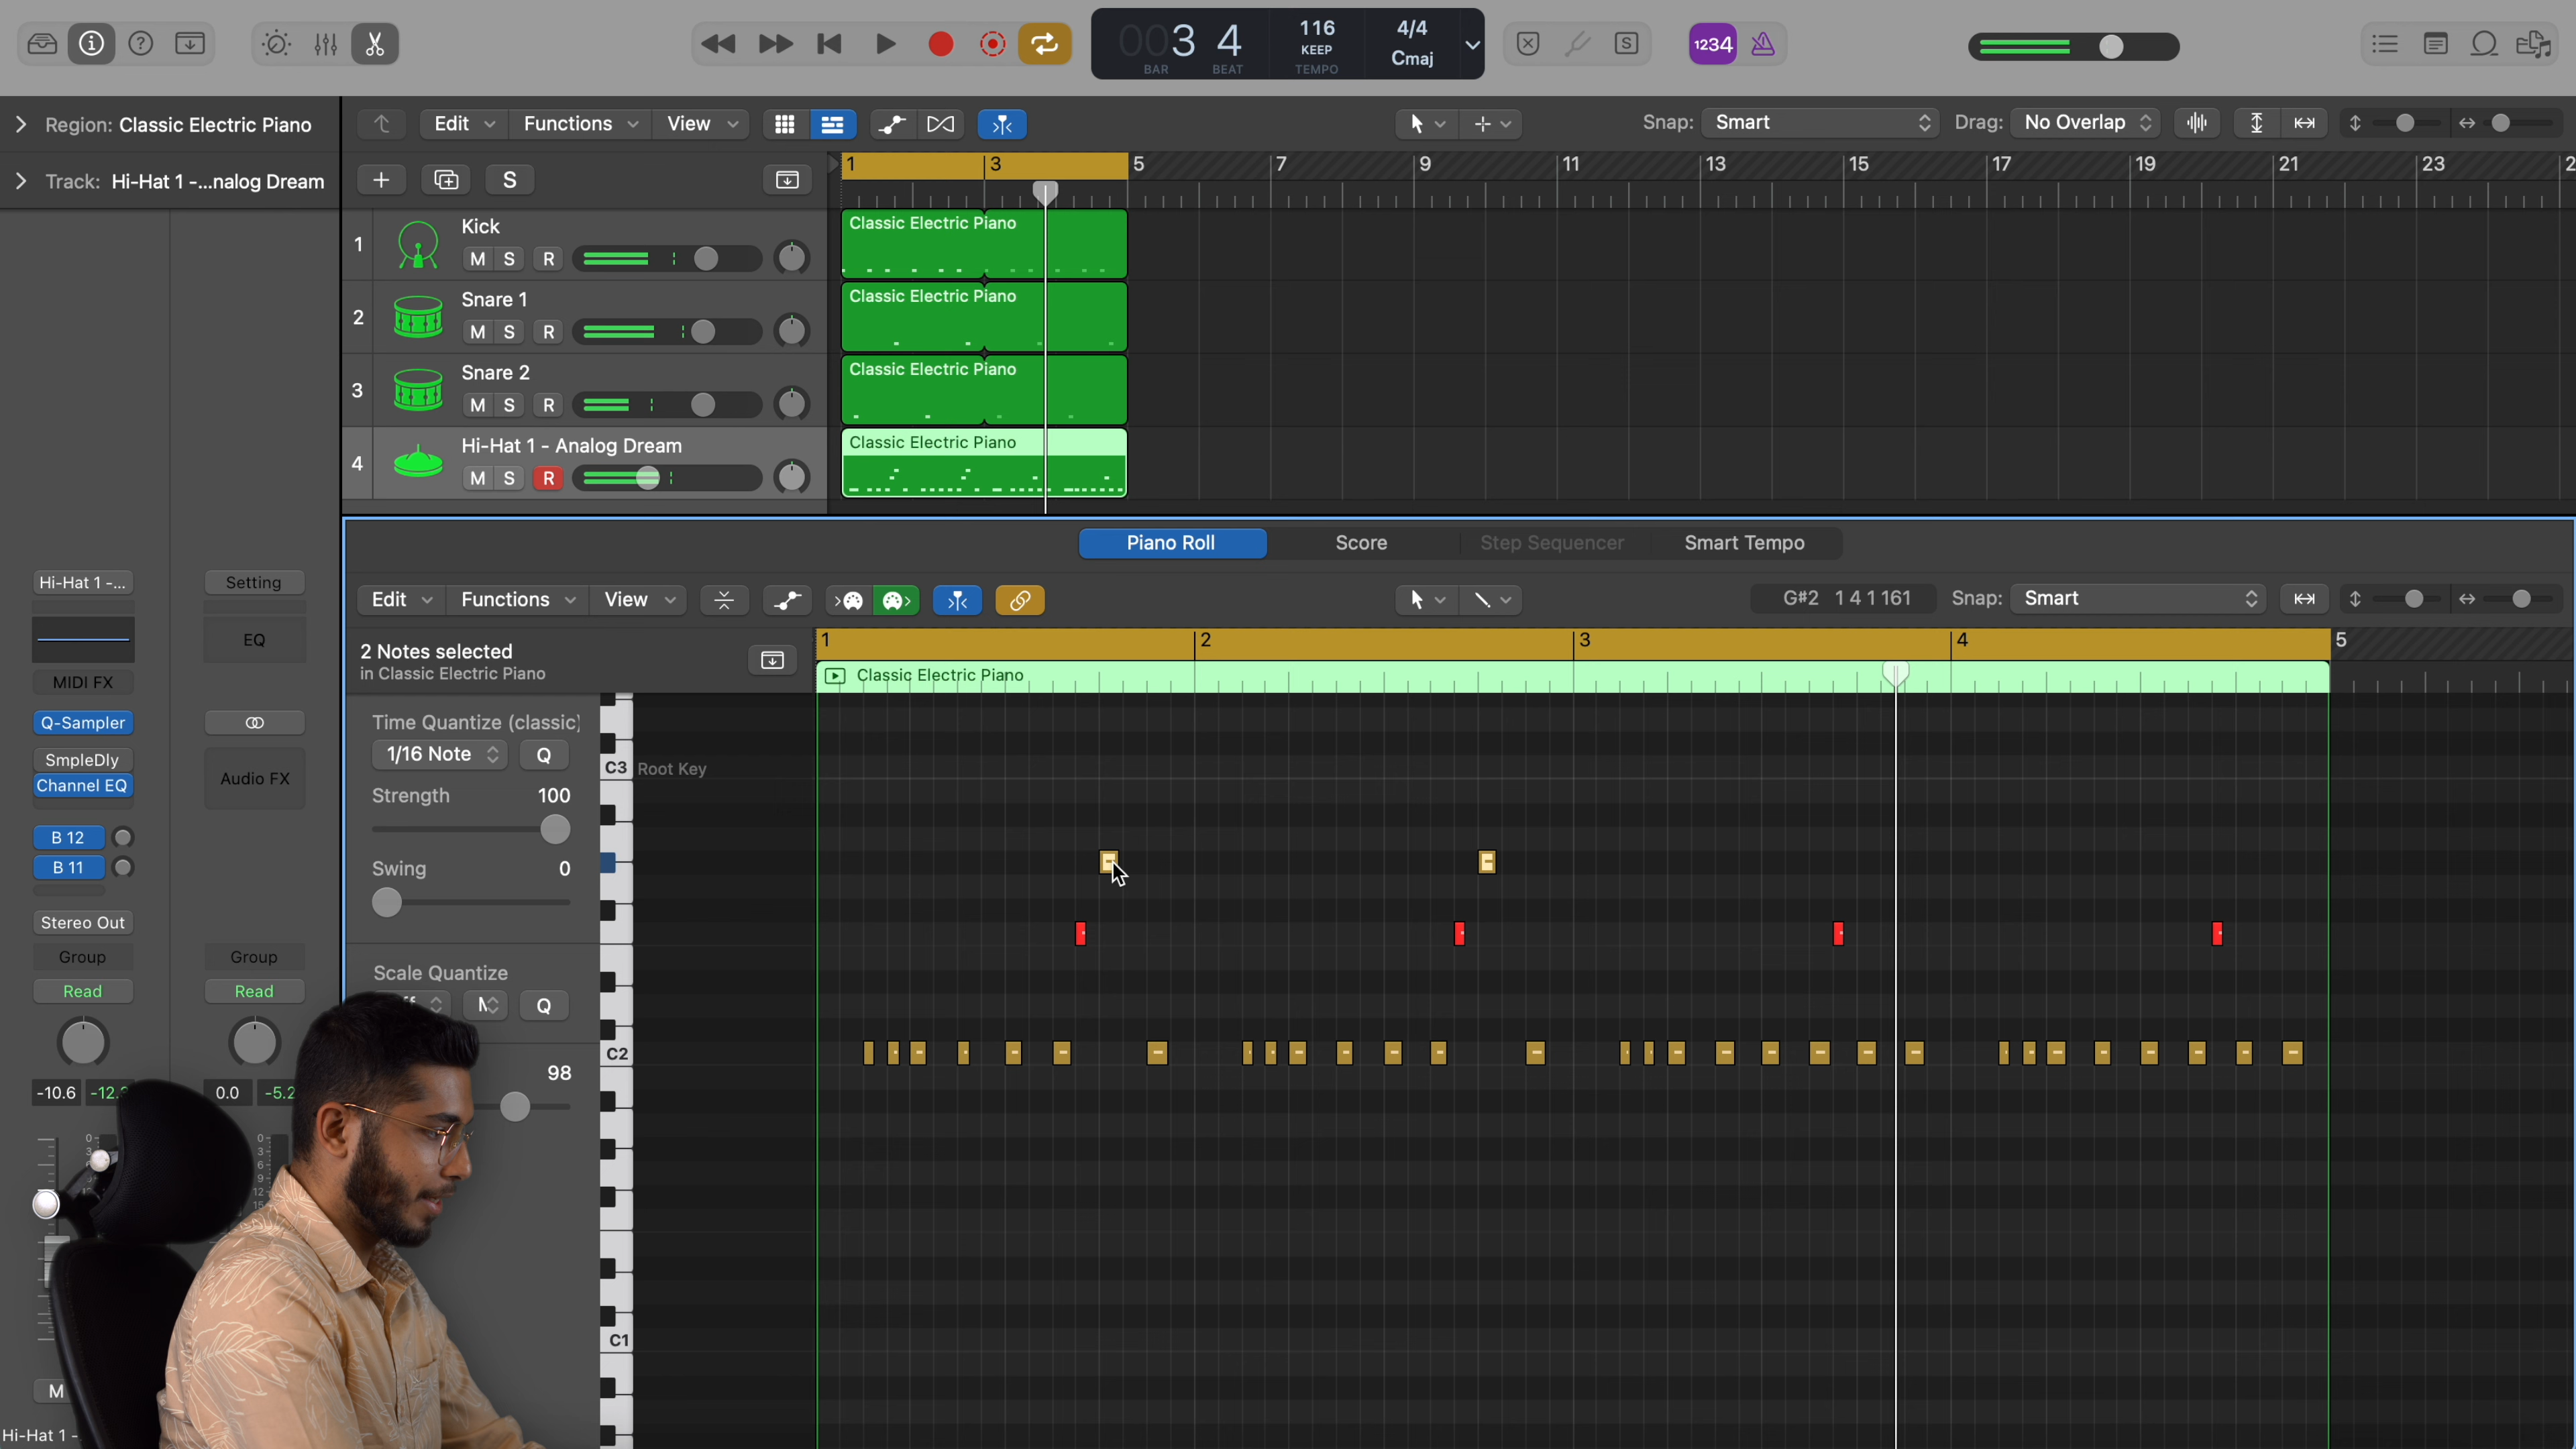 003 4
BAR BEAT
116
KEEP
TEMPO
4/4
Cmaj
S
1234
Region: Classic Electric Piano
Edit Functions View
Snap: Smart Drag: No Overlap
Track: Hi-Hat 1 -...nalog Dream
S
1 3 5 7 9 11 13 15 17 19 21 23 2
1 Kick
M S R
Classic Electric Piano
2 Snare 1
M S R
Classic Electric Piano
3 Snare 2
M S R
Classic Electric Piano
4 Hi-Hat 1 - Analog Dream
M S R
Classic Electric Piano
Piano Roll Score Step Sequencer Smart Tempo
Edit Functions View
G#2 1 4 1 161 Snap: Smart
2 Notes selected
in Classic Electric Piano
1 2 3 4 5
Classic Electric Piano
Hi-Hat 1 -... Setting
EQ
MIDI FX
Q-Sampler
SmpleDly
Channel EQ
Audio FX
B 12
B 11
Stereo Out
Group Group
Read Read
-10.6 -12. 0.0 -5.2
Time Quantize (classic)
1/16 Note Q
Strength 100
Swing 0
Scale Quantize
Q
98
C3 Root Key
C2
C1
M
Hi-Hat 1 -